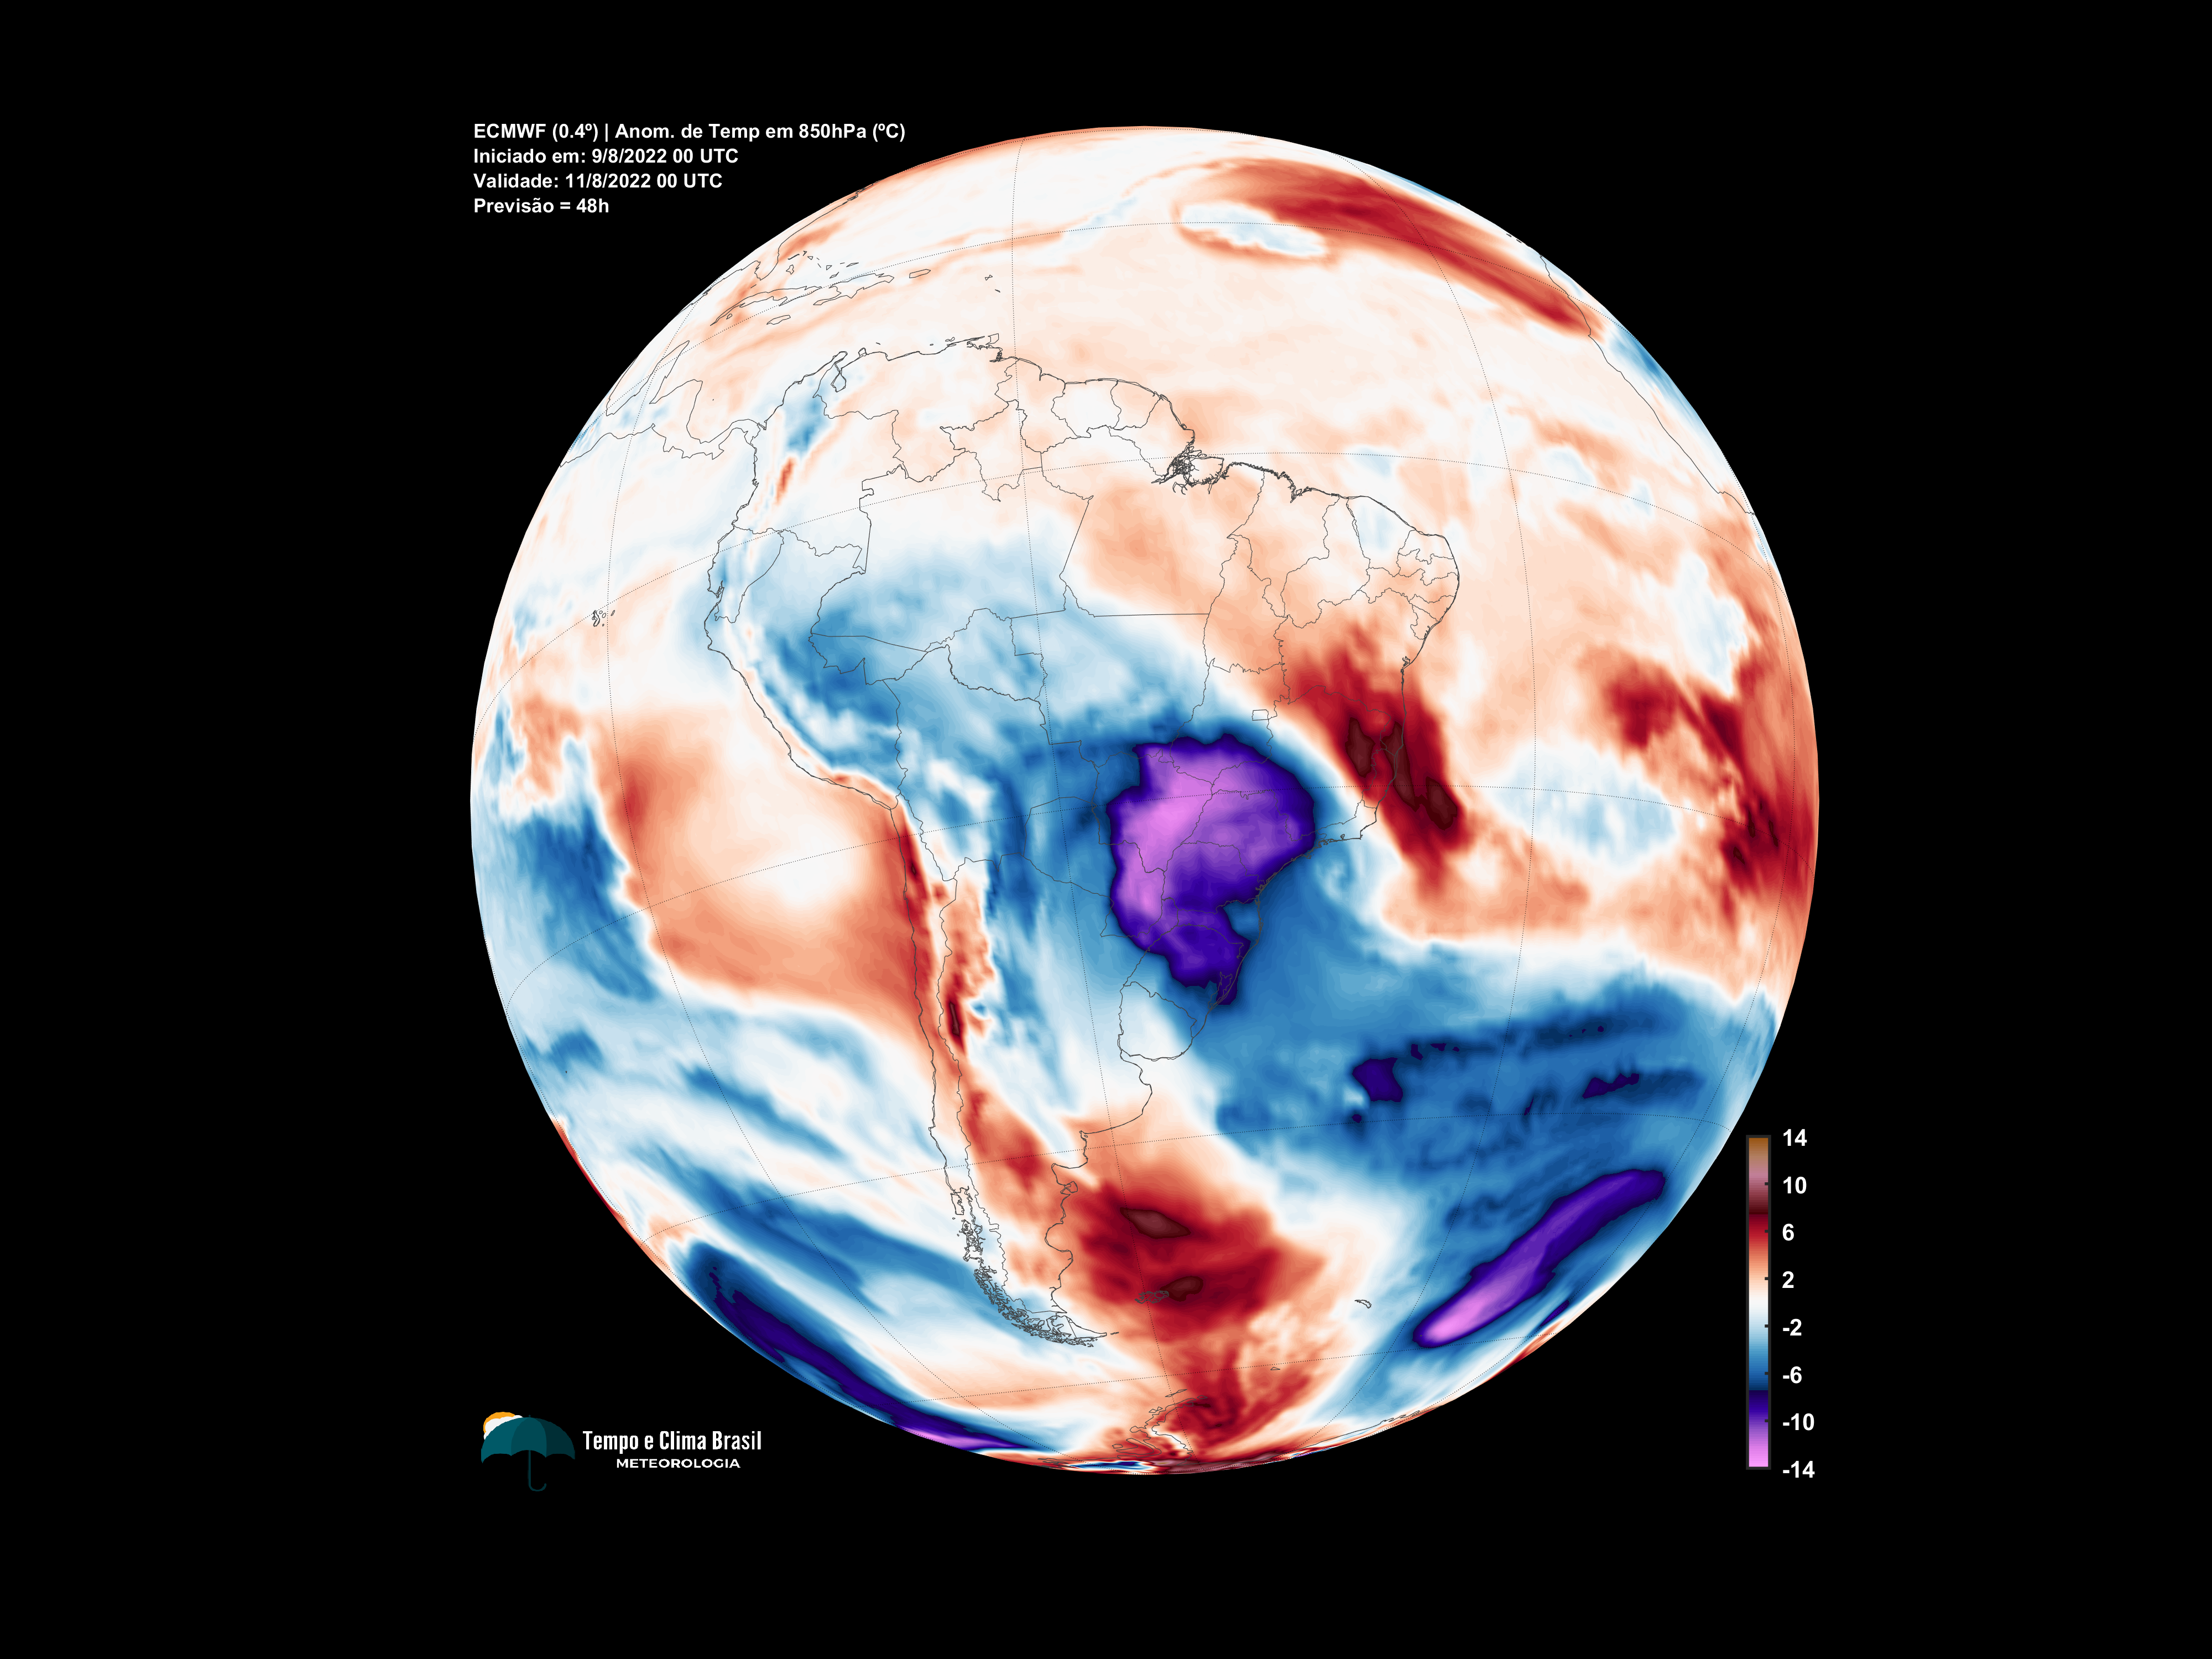 ECMWF (0.4º) | Anom. de Temp em 850hPa (ºC)
Iniciado em: 9/8/2022 00 UTC
Validade: 11/8/2022 00 UTC
Previsão = 48h
14
10
6
2
-2
-6
-10
-14
Tempo e Clima Brasil
METEOROLOGIA